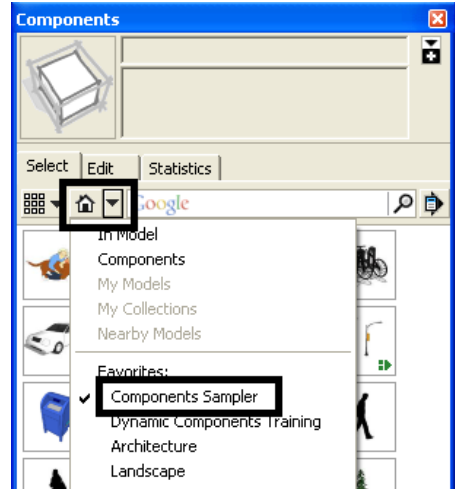 Components
Select Edit Statistics
Google
In Model
Components
My Models
My Collections
Nearby Models
Favorites:
Components Sampler
Dynamic Components Training
Architecture
Landscape